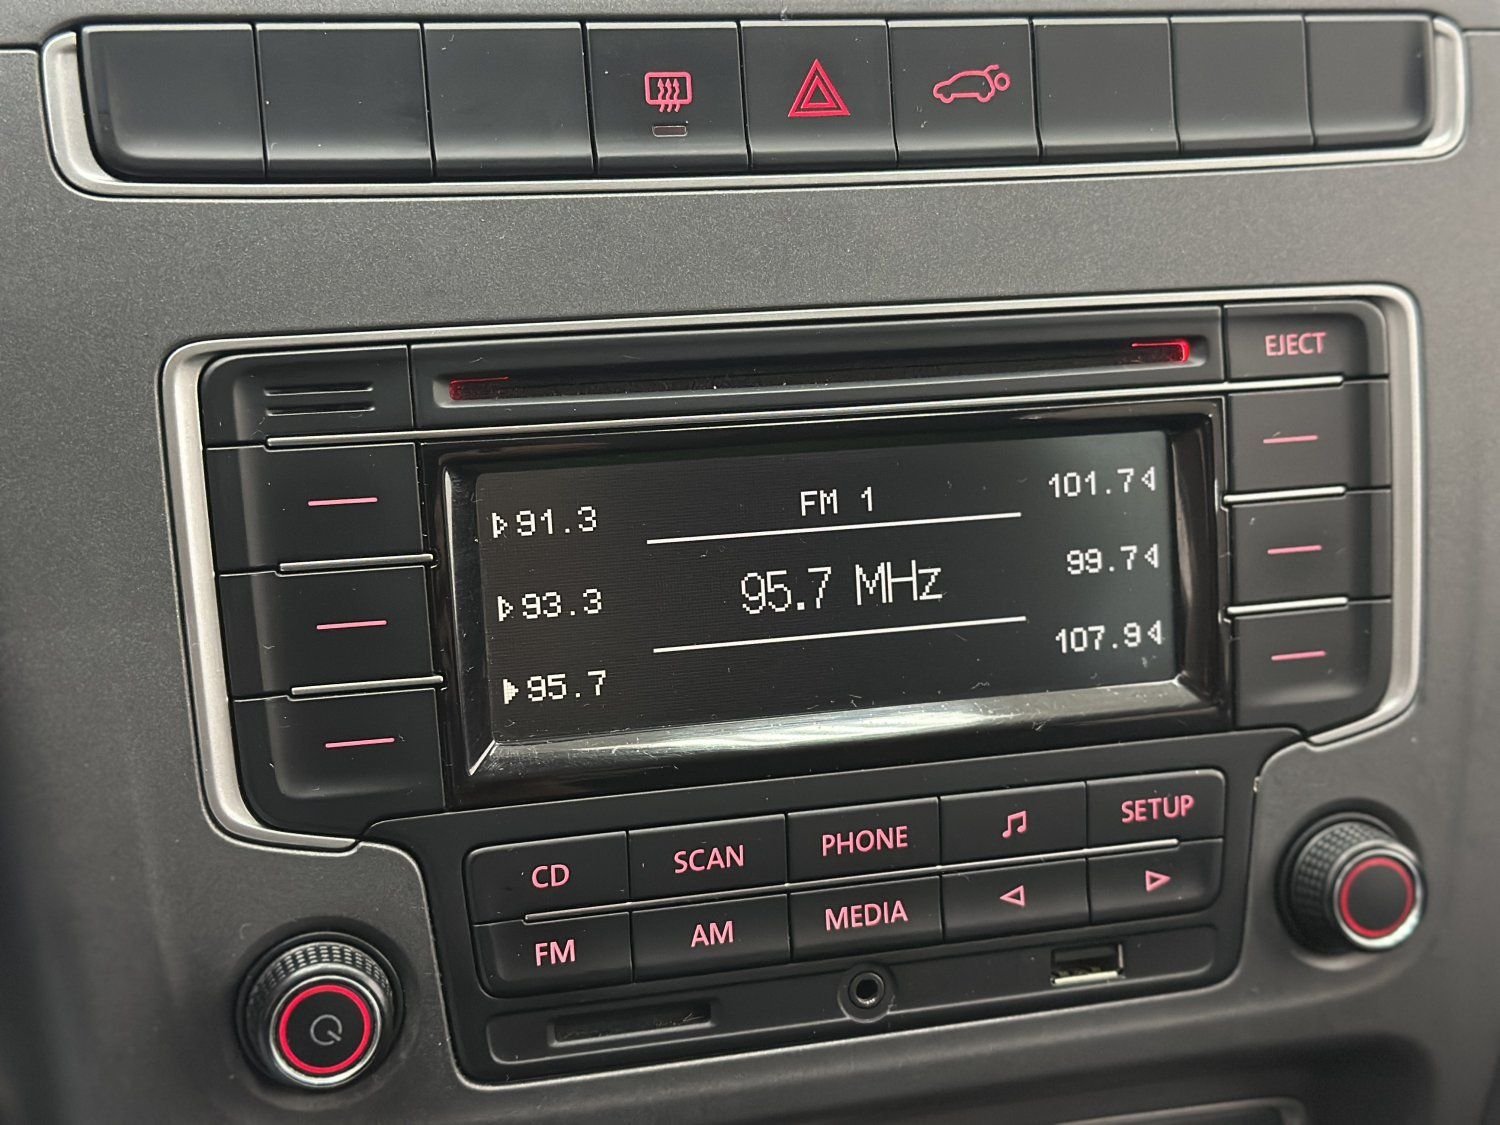 EJECT
91.3
FM 1
101.7
93.3
95.7 MHz
99.7
95.7
107.9
CD
SCAN
PHONE
SETUP
FM
AM
MEDIA